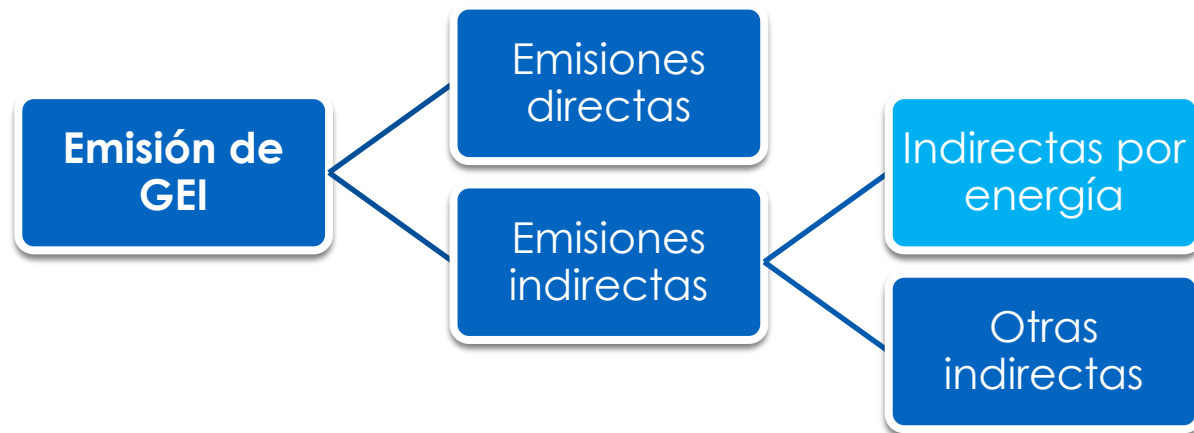 Emisión de
GEI
Emisiones
directas
Emisiones
indirectas
Indirectas por
energía
Otras
indirectas